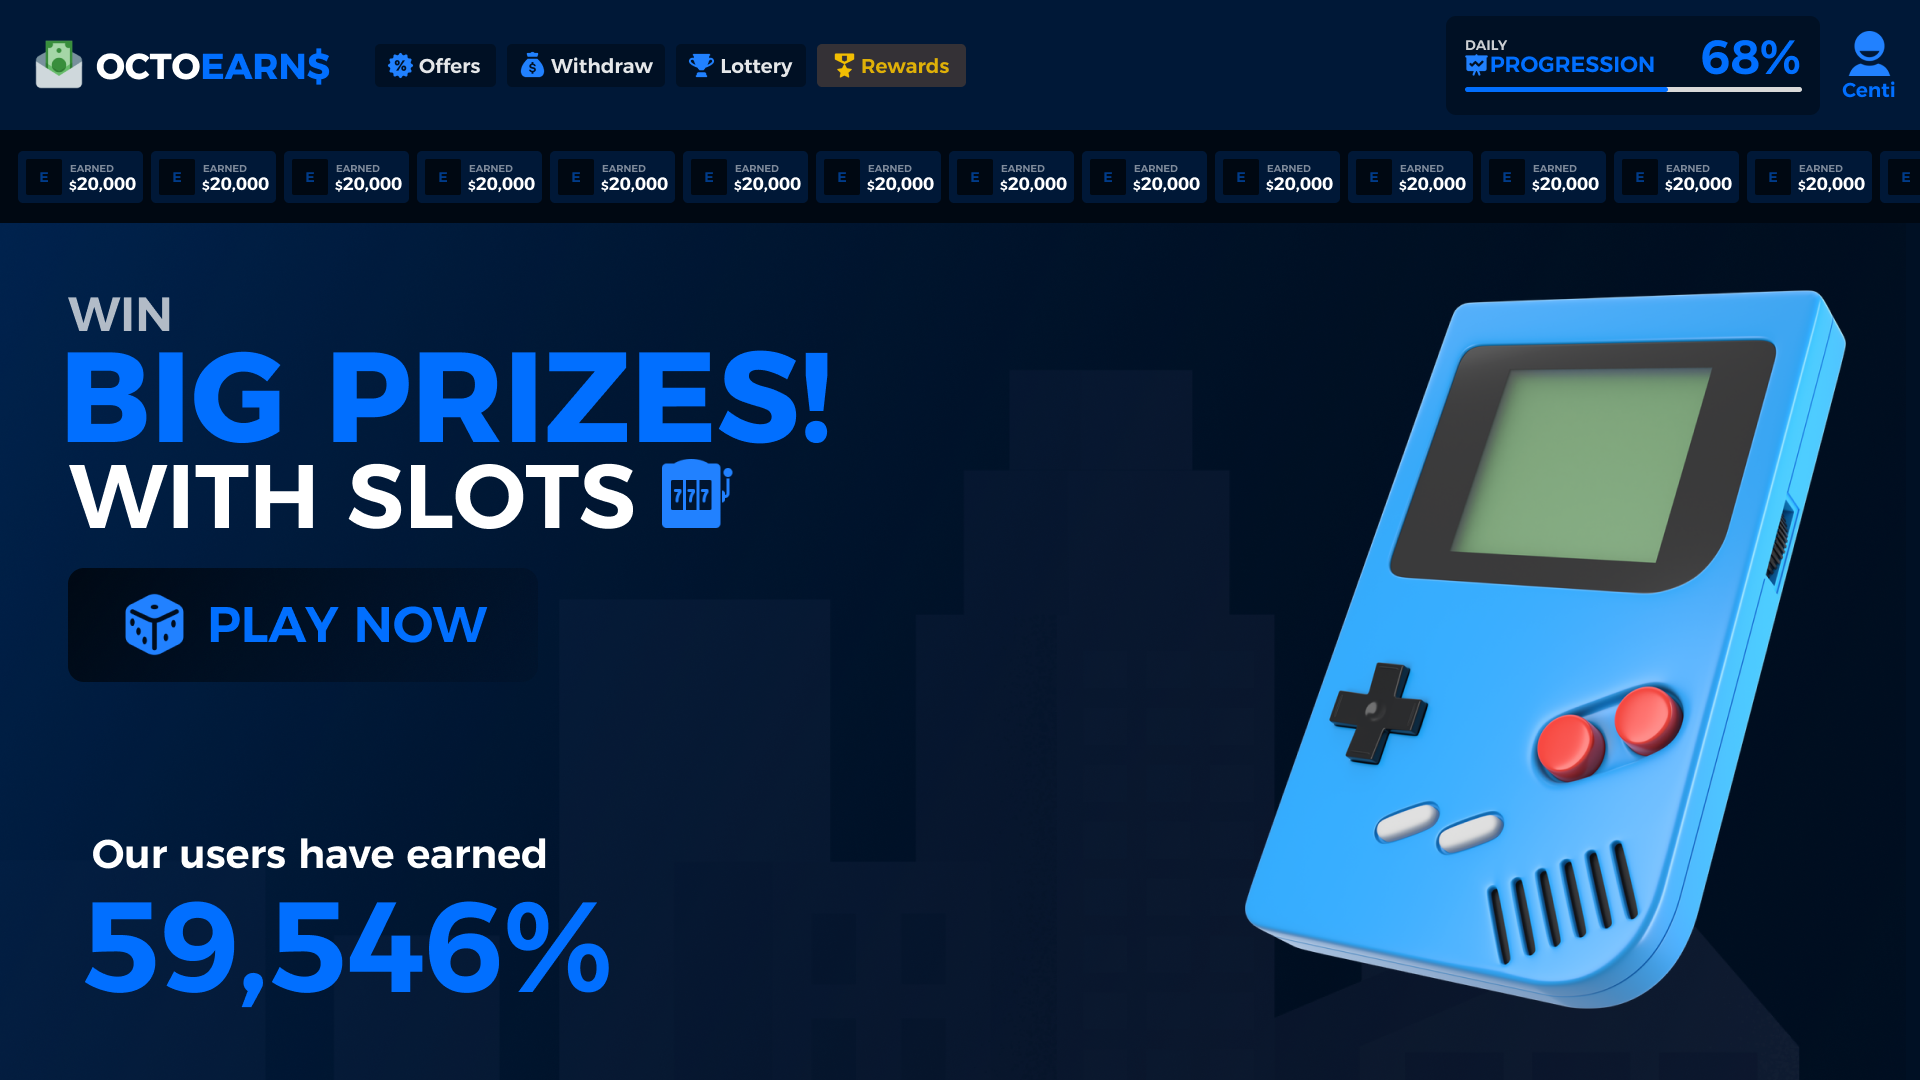 OCTOEARN$
Offers
Withdraw
Lottery
Rewards
DAILY
PROGRESSION
68%
Centi
E EARNED $20,000
E EARNED $20,000
E EARNED $20,000
E EARNED $20,000
E EARNED $20,000
E EARNED $20,000
E EARNED $20,000
E EARNED $20,000
E EARNED $20,000
E EARNED $20,000
E EARNED $20,000
E EARNED $20,000
E EARNED $20,000
E EARNED $20,000
E
WIN
BIG PRIZES!
WITH SLOTS
777
PLAY NOW
Our users have earned
59,546%